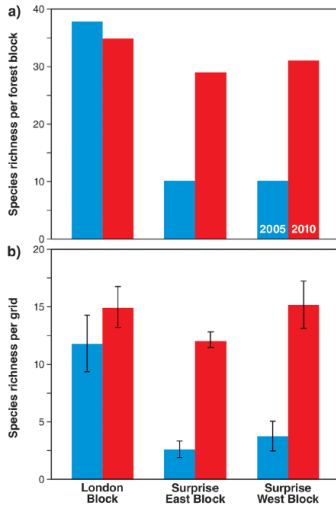 a)
Species richness per forest block
40
30
20
10
0
2005 2010
b)
Species richness per grid
20
15
10
5
0
London Block
Surprise East Block
Surprise West Block